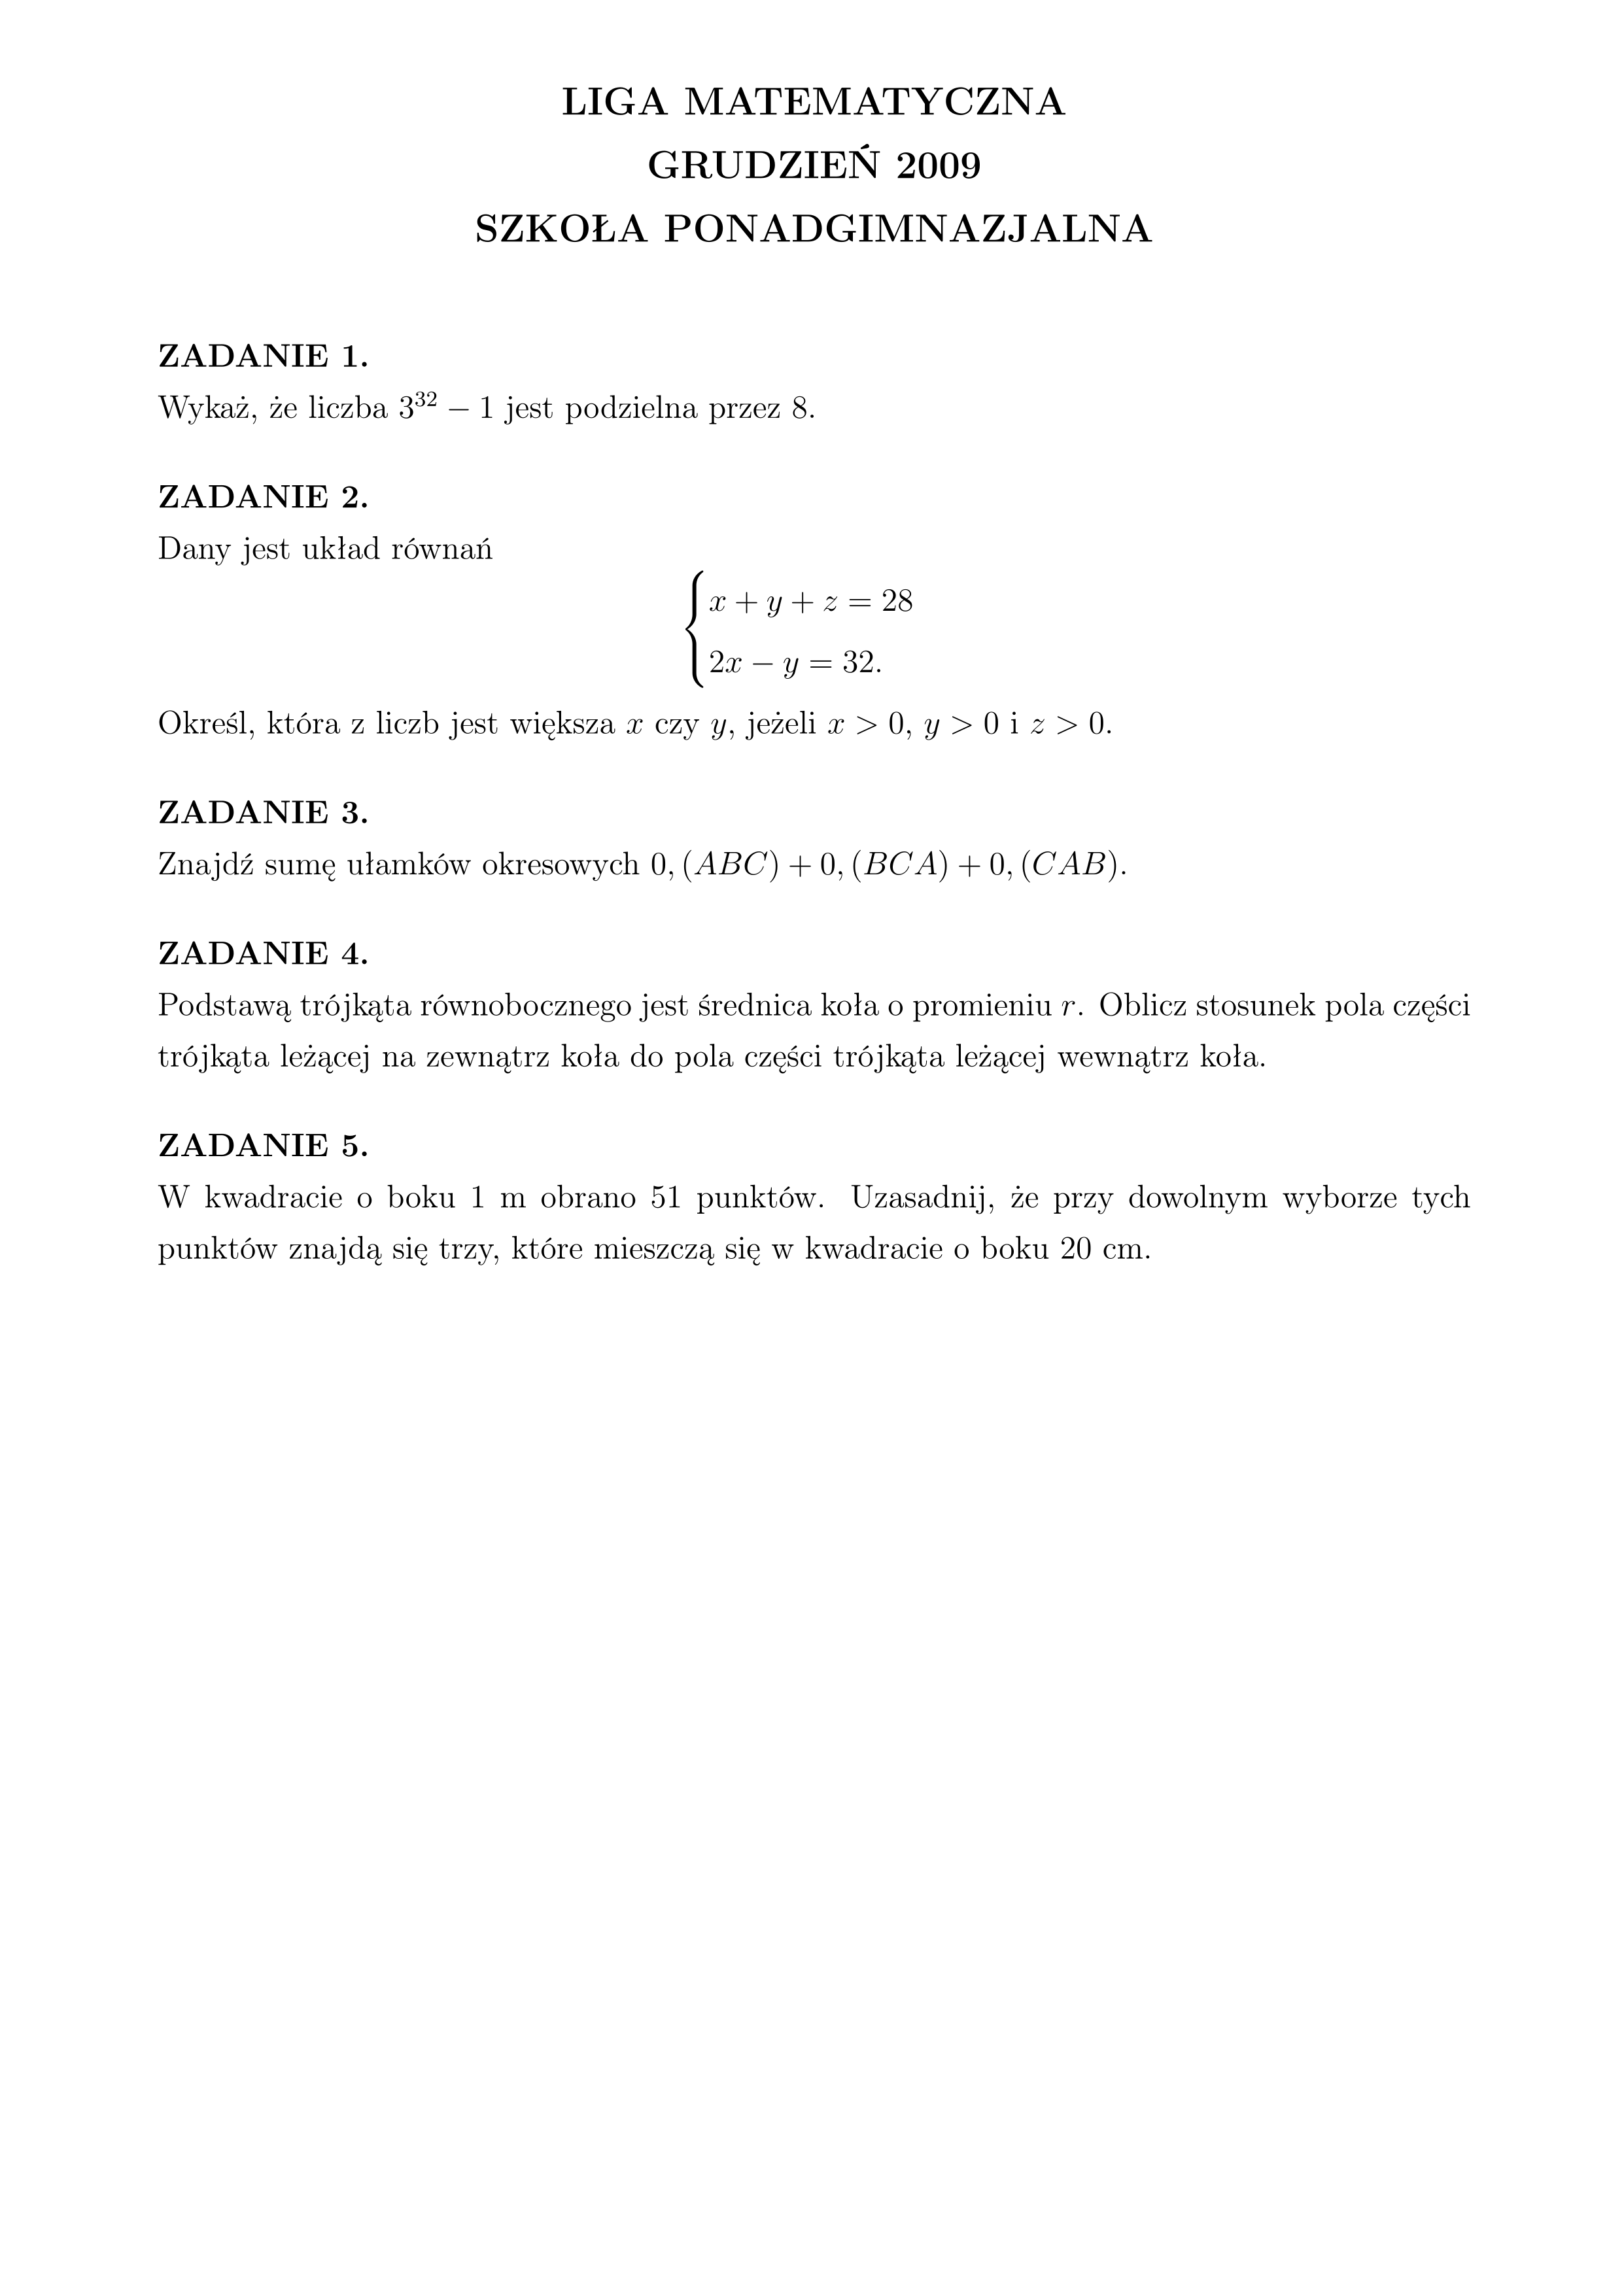 LIGA MATEMATYCZNA
GRUDZIEŃ 2009
SZKOŁA PONADGIMNAZJALNA
ZADANIE 1.
Wykaż, że liczba $3^{32} - 1$ jest podzielna przez 8.
ZADANIE 2.
Dany jest układ równań
$\begin{cases} x + y + z = 28 \\ 2x - y = 32. \end{cases}$
Określ, która z liczb jest większa $x$ czy $y$, jeżeli $x > 0$, $y > 0$ i $z > 0$.
ZADANIE 3.
Znajdź sumę ułamków okresowych $0,(ABC) + 0,(BCA) + 0,(CAB)$.
ZADANIE 4.
Podstawą trójkąta równobocznego jest średnica koła o promieniu $r$. Oblicz stosunek pola części
trójkąta leżącej na zewnątrz koła do pola części trójkąta leżącej wewnątrz koła.
ZADANIE 5.
W kwadracie o boku 1 m obrano 51 punktów. Uzasadnij, że przy dowolnym wyborze tych
punktów znajdą się trzy, które mieszczą się w kwadracie o boku 20 cm.